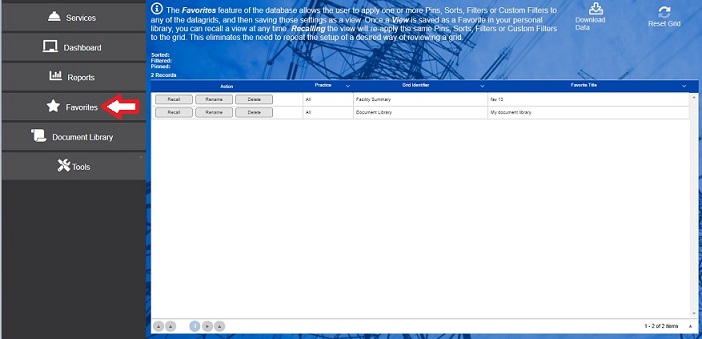 Services
Dashboard
Reports
Favorites
Document Library
Tools
The Favorites feature of the database allows the user to apply one or more Pins, Sorts, Filters or Custom Filters to
any of the datagrids, and then saving those settings as a view. Once a View is saved as a Favorite in your personal
library, you can recall a view at any time. Recalling the view will re-apply the same Pins, Sorts, Filters or Custom Filters
to the grid. This eliminates the need to repeat the setup of a desired way of reviewing a grid.
Download
Data
Reset Grid
Sorted:
Filtered:
Pinned:
2 Records
Action Practice Grid Identifier Favorite Title
Recall Rename Delete All Facility Summary fav 10
Recall Rename Delete All Document Library My document library
1 1 - 2 of 2 items